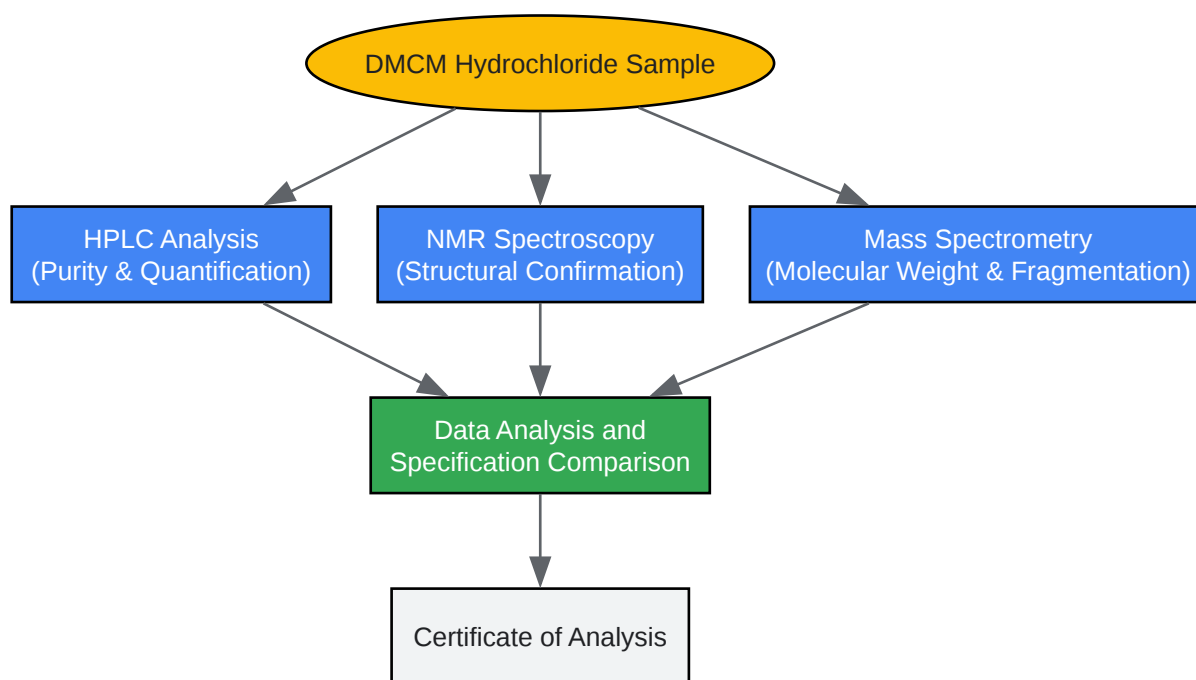 DMCM Hydrochloride Sample
HPLC Analysis
(Purity & Quantification)
NMR Spectroscopy
(Structural Confirmation)
Mass Spectrometry
(Molecular Weight & Fragmentation)
Data Analysis and
Specification Comparison
Certificate of Analysis